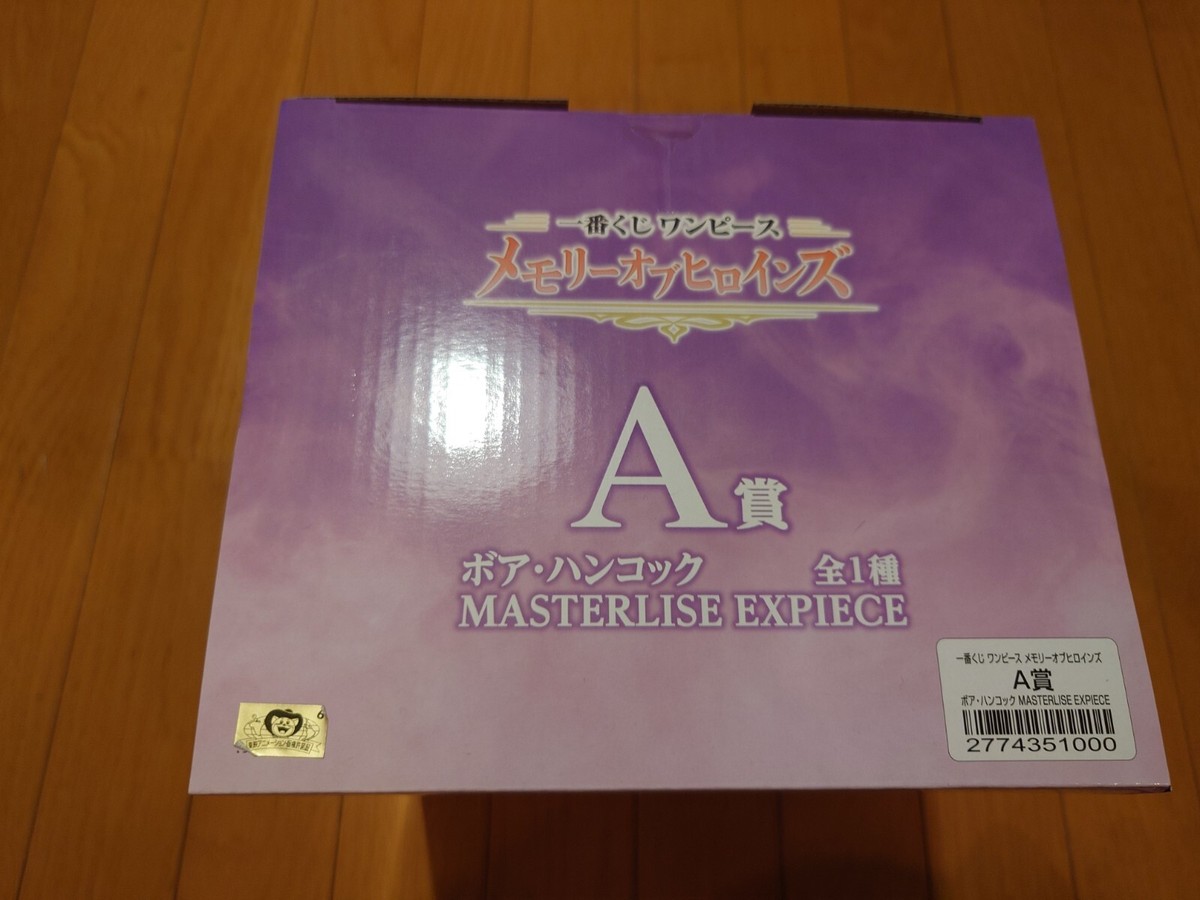 一番くじ ワンピース
メモリーオブヒロインズ
A賞
ボア・ハンコック 全1種
MASTERLISE EXPIECE
一番くじ ワンピース メモリーオブヒロインズ
A賞
ボア・ハンコック MASTERLISE EXPIECE
2774351000
6